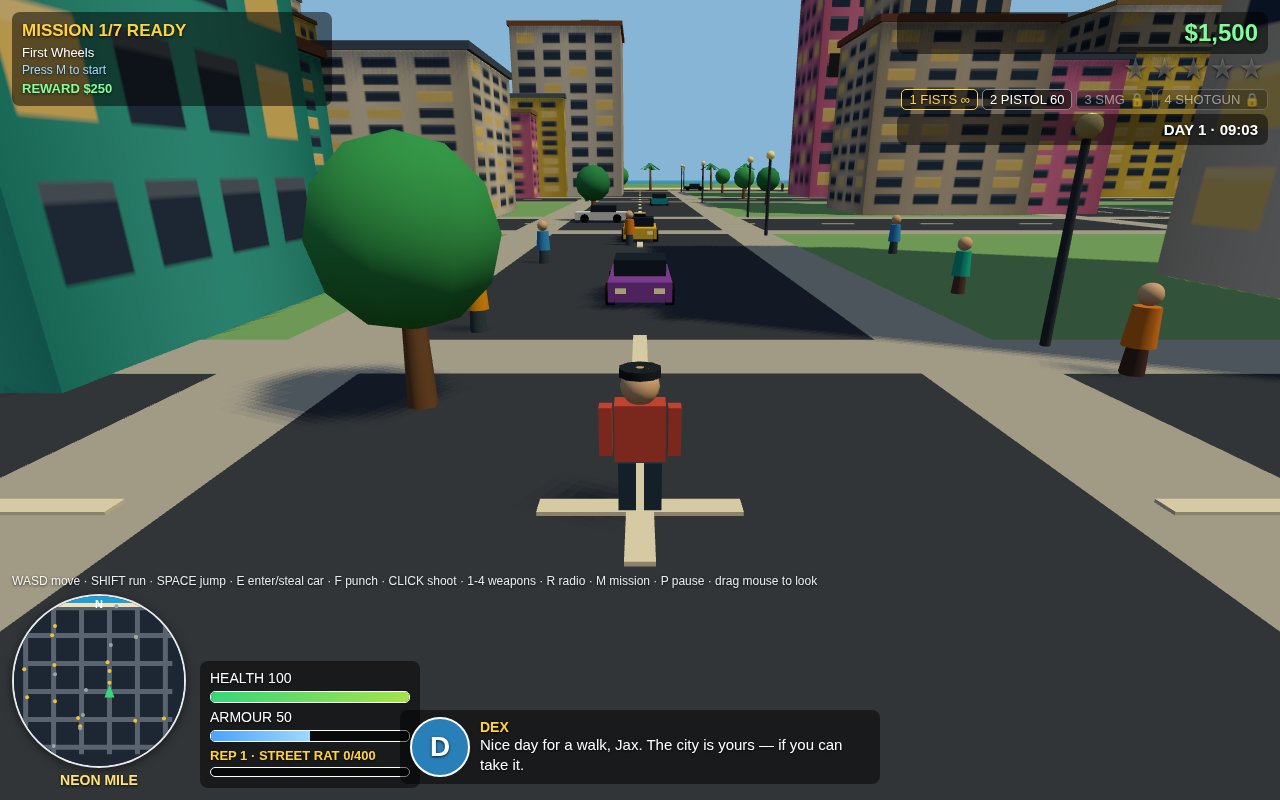 MISSION 1/7 READY
First Wheels
Press M to start
REWARD $250
$1,500
1 FISTS ∞ 2 PISTOL 60 3 SMG 🔒 4 SHOTGUN 🔒
DAY 1 · 09:03
WASD move · SHIFT run · SPACE jump · E enter/steal car · F punch · CLICK shoot · 1-4 weapons · R radio · M mission · P pause · drag mouse to look
N
NEON MILE
HEALTH 100
ARMOUR 50
REP 1 · STREET RAT 0/400
D
DEX
Nice day for a walk, Jax. The city is yours — if you can
take it.